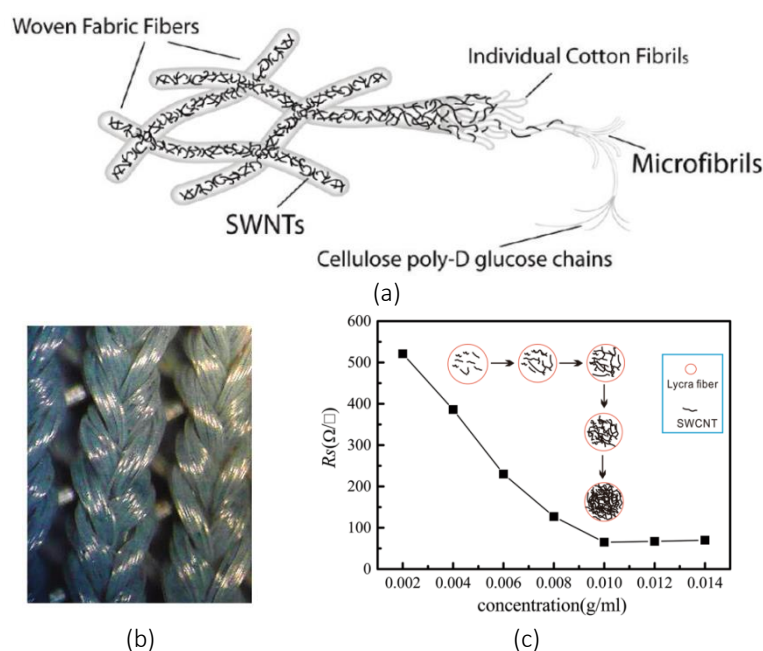 Woven Fabric Fibers
Individual Cotton Fibrils
Microfibrils
SWNTs
Cellulose poly-D glucose chains
(a)
600
500
400
300
200
100
0
Rs(Ω/□)
Lycra fiber
SWCNT
0.002 0.004 0.006 0.008 0.010 0.012 0.014
concentration(g/ml)
(b)
(c)